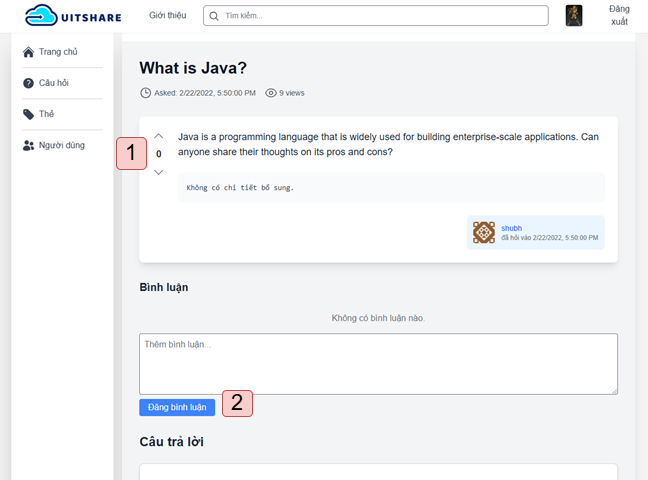 UITSHARE
Giới thiệu
Tìm kiếm...
Đăng
xuất
Trang chủ
Câu hỏi
Thẻ
Người dùng
What is Java?
Asked: 2/22/2022, 5:50:00 PM
9 views
1
0
Java is a programming language that is widely used for building enterprise-scale applications. Can
anyone share their thoughts on its pros and cons?
Không có chi tiết bổ sung.
shubh
đã hỏi vào 2/22/2022, 5:50:00 PM
Bình luận
Không có bình luận nào.
Thêm bình luận...
Đăng bình luận
2
Câu trả lời